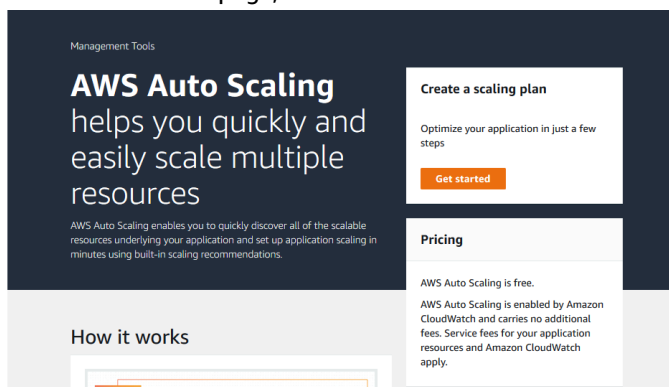 Management Tools
AWS Auto Scaling
helps you quickly and
easily scale multiple
resources
AWS Auto Scaling enables you to quickly discover all of the scalable
resources underlying your application and set up application scaling in
minutes using built-in scaling recommendations.
Create a scaling plan
Optimize your application in just a few
steps
Get started
Pricing
AWS Auto Scaling is free.
AWS Auto Scaling is enabled by Amazon
CloudWatch and carries no additional
fees. Service fees for your application
resources and Amazon CloudWatch
apply.
How it works